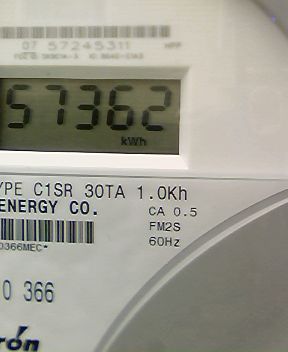 07 57245311 MFP
57362
kWh
YPE C1SR 30TA 1.0Kh
ENERGY CO.
CA 0.5
FM2S
60Hz
0366MEC*
0 366
ron